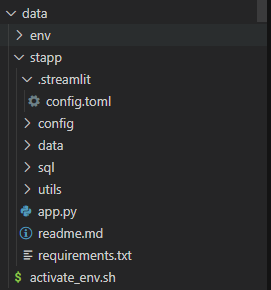 data
env
stapp
.streamlit
config.toml
config
data
sql
utils
app.py
readme.md
requirements.txt
activate_env.sh